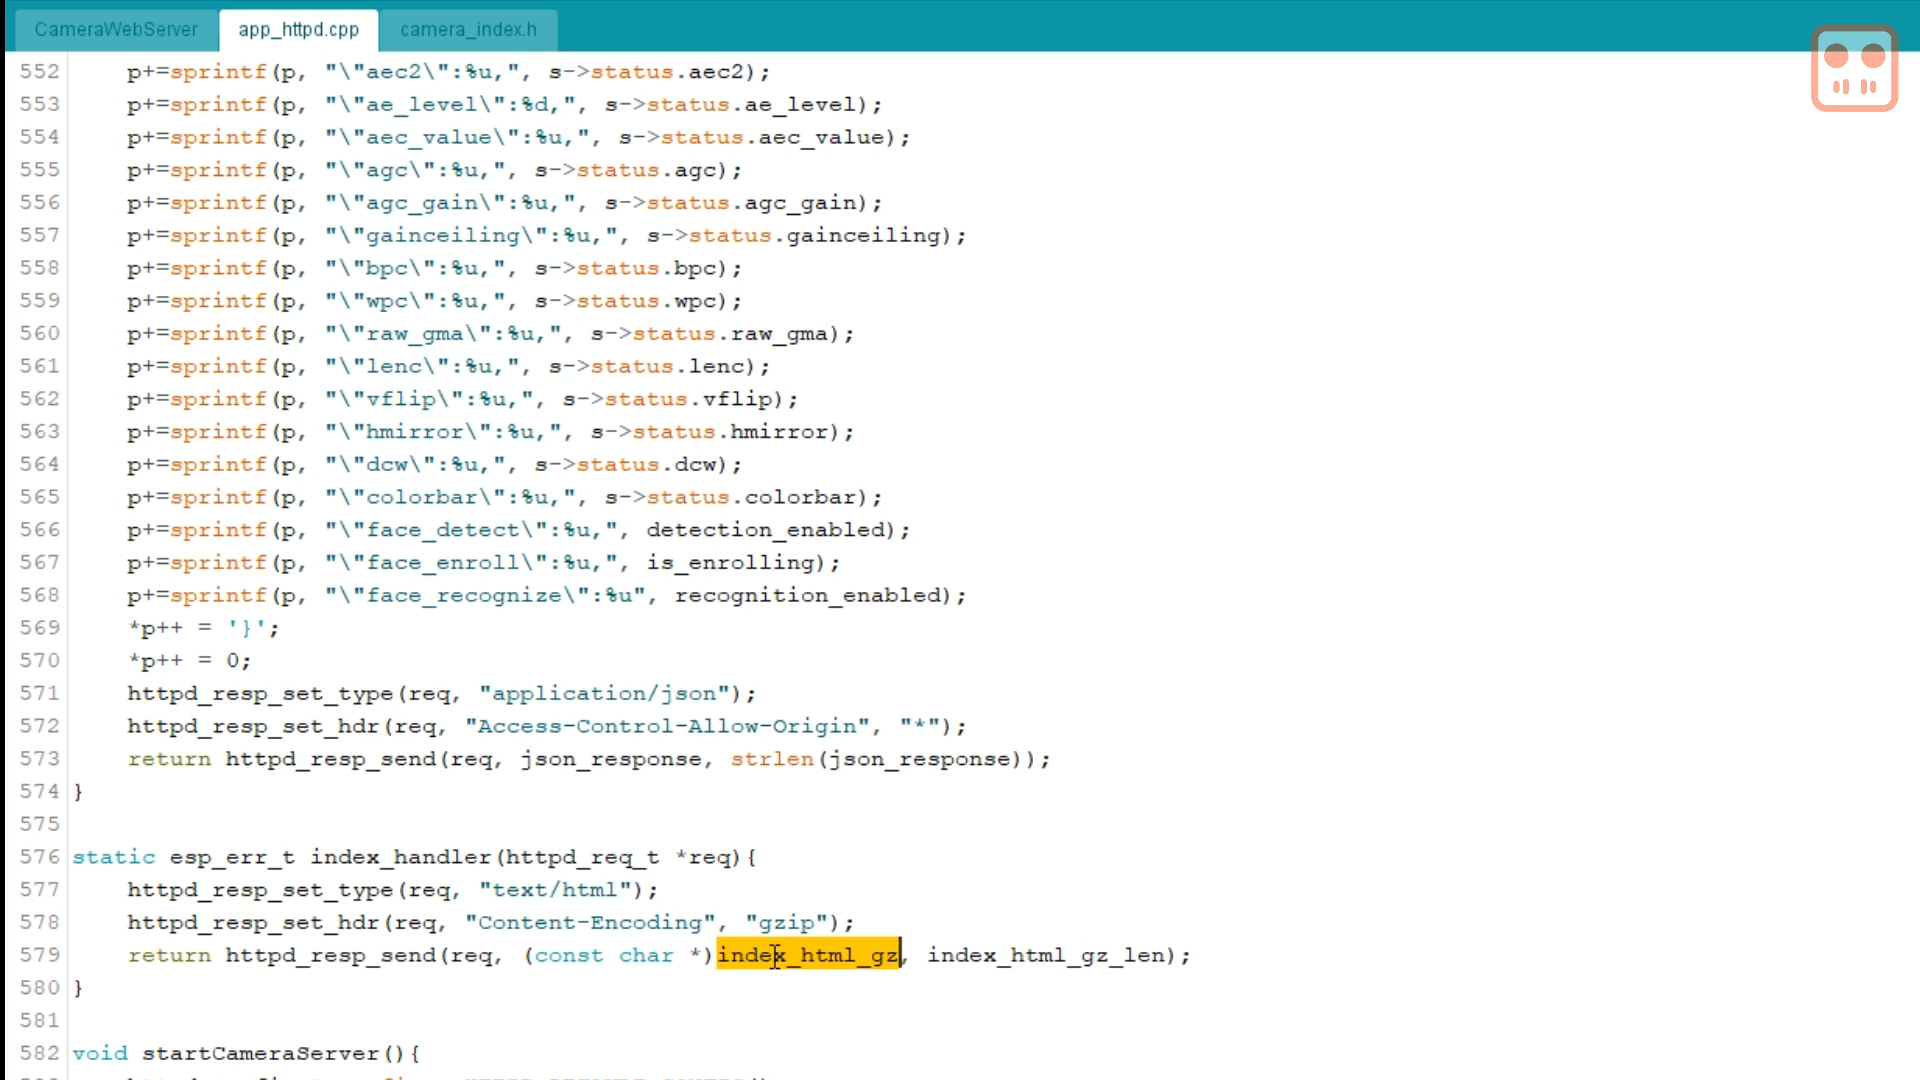 CameraWebServer app_httpd.cpp camera_index.h
552 p+=sprintf(p, "\"aec2\":%u,", s->status.aec2);
553 p+=sprintf(p, "\"ae_level\":%d,", s->status.ae_level);
554 p+=sprintf(p, "\"aec_value\":%u,", s->status.aec_value);
555 p+=sprintf(p, "\"agc\":%u,", s->status.agc);
556 p+=sprintf(p, "\"agc_gain\":%u,", s->status.agc_gain);
557 p+=sprintf(p, "\"gainceiling\":%u,", s->status.gainceiling);
558 p+=sprintf(p, "\"bpc\":%u,", s->status.bpc);
559 p+=sprintf(p, "\"wpc\":%u,", s->status.wpc);
560 p+=sprintf(p, "\"raw_gma\":%u,", s->status.raw_gma);
561 p+=sprintf(p, "\"lenc\":%u,", s->status.lenc);
562 p+=sprintf(p, "\"vflip\":%u,", s->status.vflip);
563 p+=sprintf(p, "\"hmirror\":%u,", s->status.hmirror);
564 p+=sprintf(p, "\"dcw\":%u,", s->status.dcw);
565 p+=sprintf(p, "\"colorbar\":%u,", s->status.colorbar);
566 p+=sprintf(p, "\"face_detect\":%u,", detection_enabled);
567 p+=sprintf(p, "\"face_enroll\":%u,", is_enrolling);
568 p+=sprintf(p, "\"face_recognize\":%u", recognition_enabled);
569 *p++ = '}';
570 *p++ = 0;
571 httpd_resp_set_type(req, "application/json");
572 httpd_resp_set_hdr(req, "Access-Control-Allow-Origin", "*");
573 return httpd_resp_send(req, json_response, strlen(json_response));
574 }
575
576 static esp_err_t index_handler(httpd_req_t *req){
577 httpd_resp_set_type(req, "text/html");
578 httpd_resp_set_hdr(req, "Content-Encoding", "gzip");
579 return httpd_resp_send(req, (const char *)index_html_gz, index_html_gz_len);
580 }
581
582 void startCameraServer(){